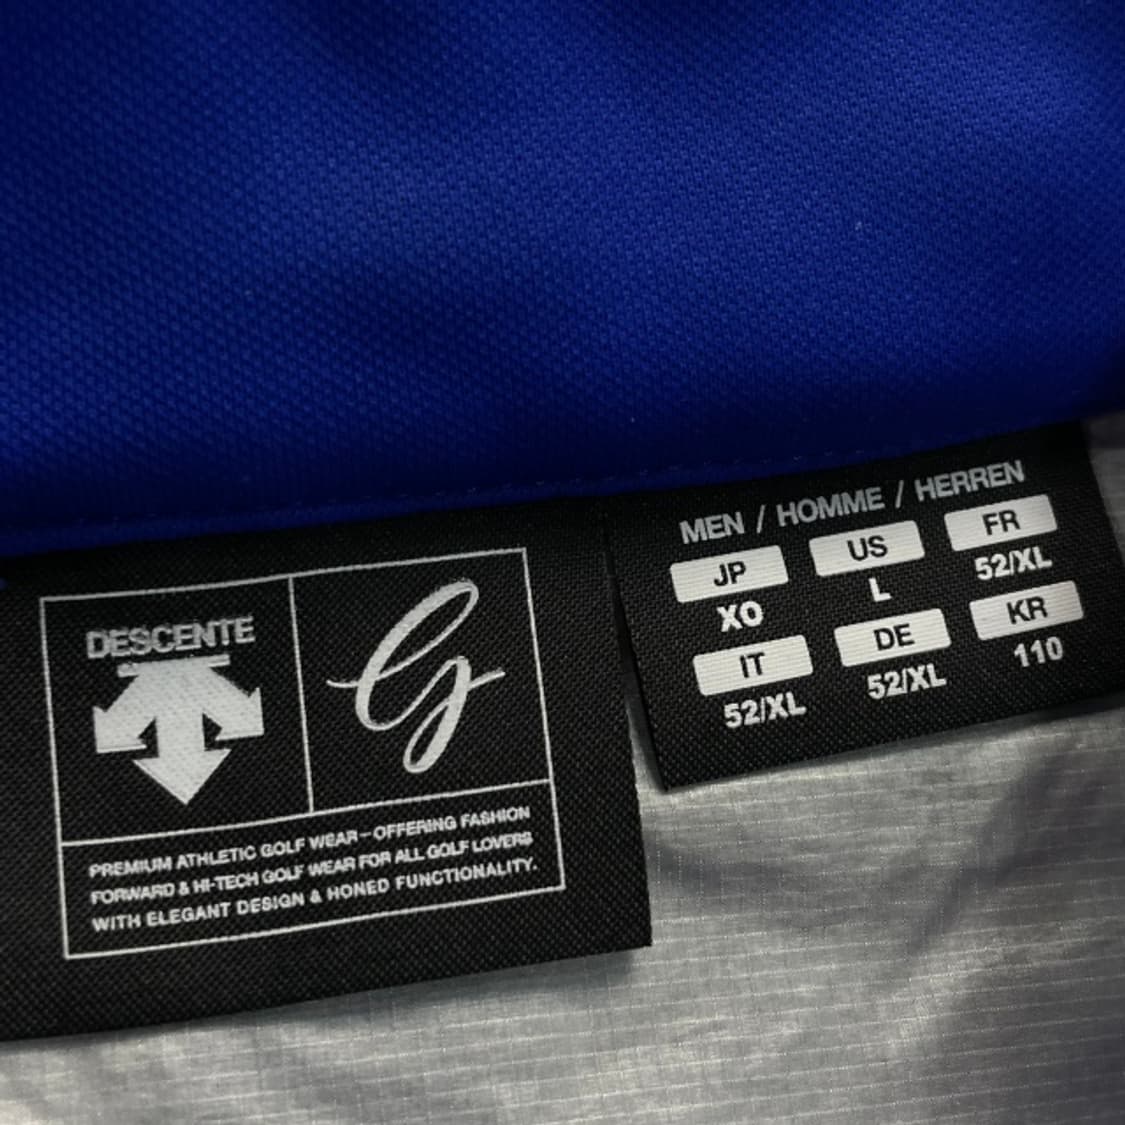 DESCENTE
G
PREMIUM ATHLETIC GOLF WEAR - OFFERING FASHION
FORWARD & HI-TECH GOLF WEAR FOR ALL GOLF LOVERS
WITH ELEGANT DESIGN & HONED FUNCTIONALITY.
MEN / HOMME / HERREN
JP US FR
XO L 52/XL
IT DE KR
52/XL 52/XL 110